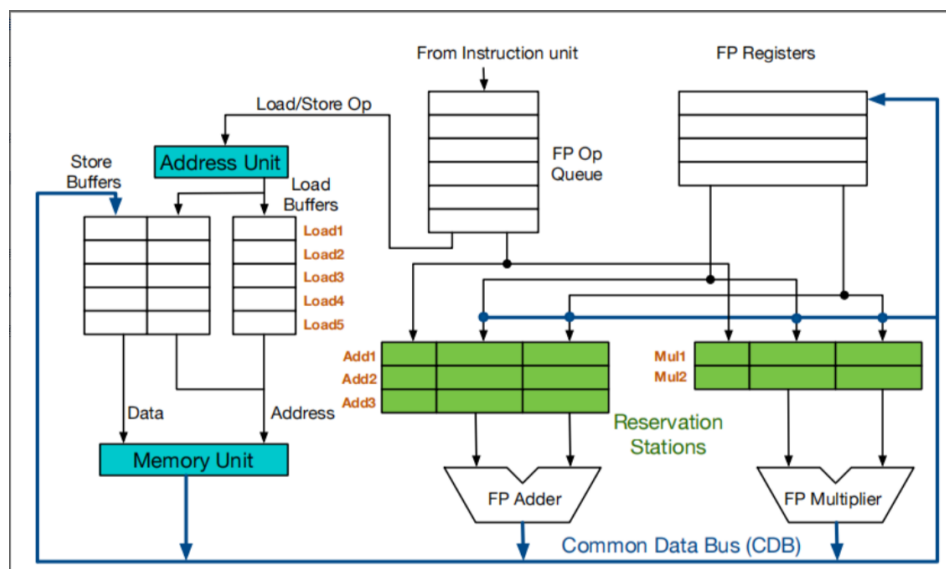 From Instruction unit
FP Registers
Load/Store Op
Address Unit
FP Op
Queue
Store
Buffers
Load
Buffers
Load1
Load2
Load3
Load4
Load5
Add1
Add2
Add3
Mul1
Mul2
Reservation
Stations
Data
Address
Memory Unit
FP Adder
FP Multiplier
Common Data Bus (CDB)